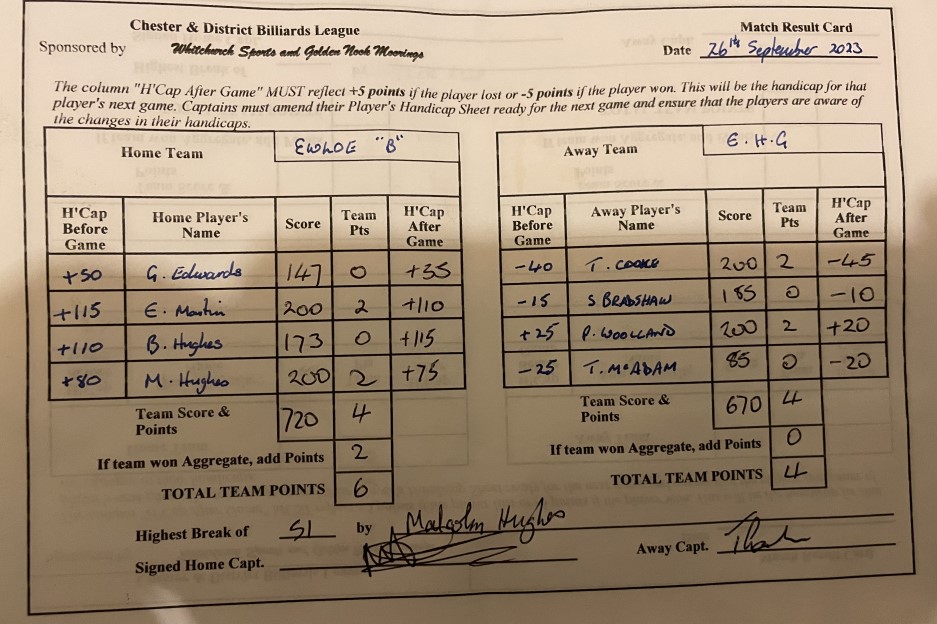 Chester & District Billiards League
Match Result Card
Sponsored by Whitchurch Sports and Golden Nook Moorings
Date 26th September 2023
The column "H'Cap After Game" MUST reflect +5 points if the player lost or -5 points if the player won. This will be the handicap for that
player's next game. Captains must amend their Player's Handicap Sheet ready for the next game and ensure that the players are aware of
the changes in their handicaps.
Home Team EWLOE "B"
H'Cap Before Game Home Player's Name Score Team Pts H'Cap After Game
+50 G. Edwards 147 0 +55
+115 E. Martin 200 2 +110
+110 B. Hughes 173 0 +115
+80 M. Hughes 200 2 +75
Team Score & Points 720 4
If team won Aggregate, add Points 2
TOTAL TEAM POINTS 6
Away Team E.H.G
H'Cap Before Game Away Player's Name Score Team Pts H'Cap After Game
-40 T. COOKE 200 2 -45
-15 S BRADSHAW 185 0 -10
+25 P. WOOLLAND 200 2 +20
-25 T. McADAM 85 0 -20
Team Score & Points 670 4
If team won Aggregate, add Points 0
TOTAL TEAM POINTS 4
Highest Break of 51 by Malcolm Hughes
Signed Home Capt.
Away Capt.